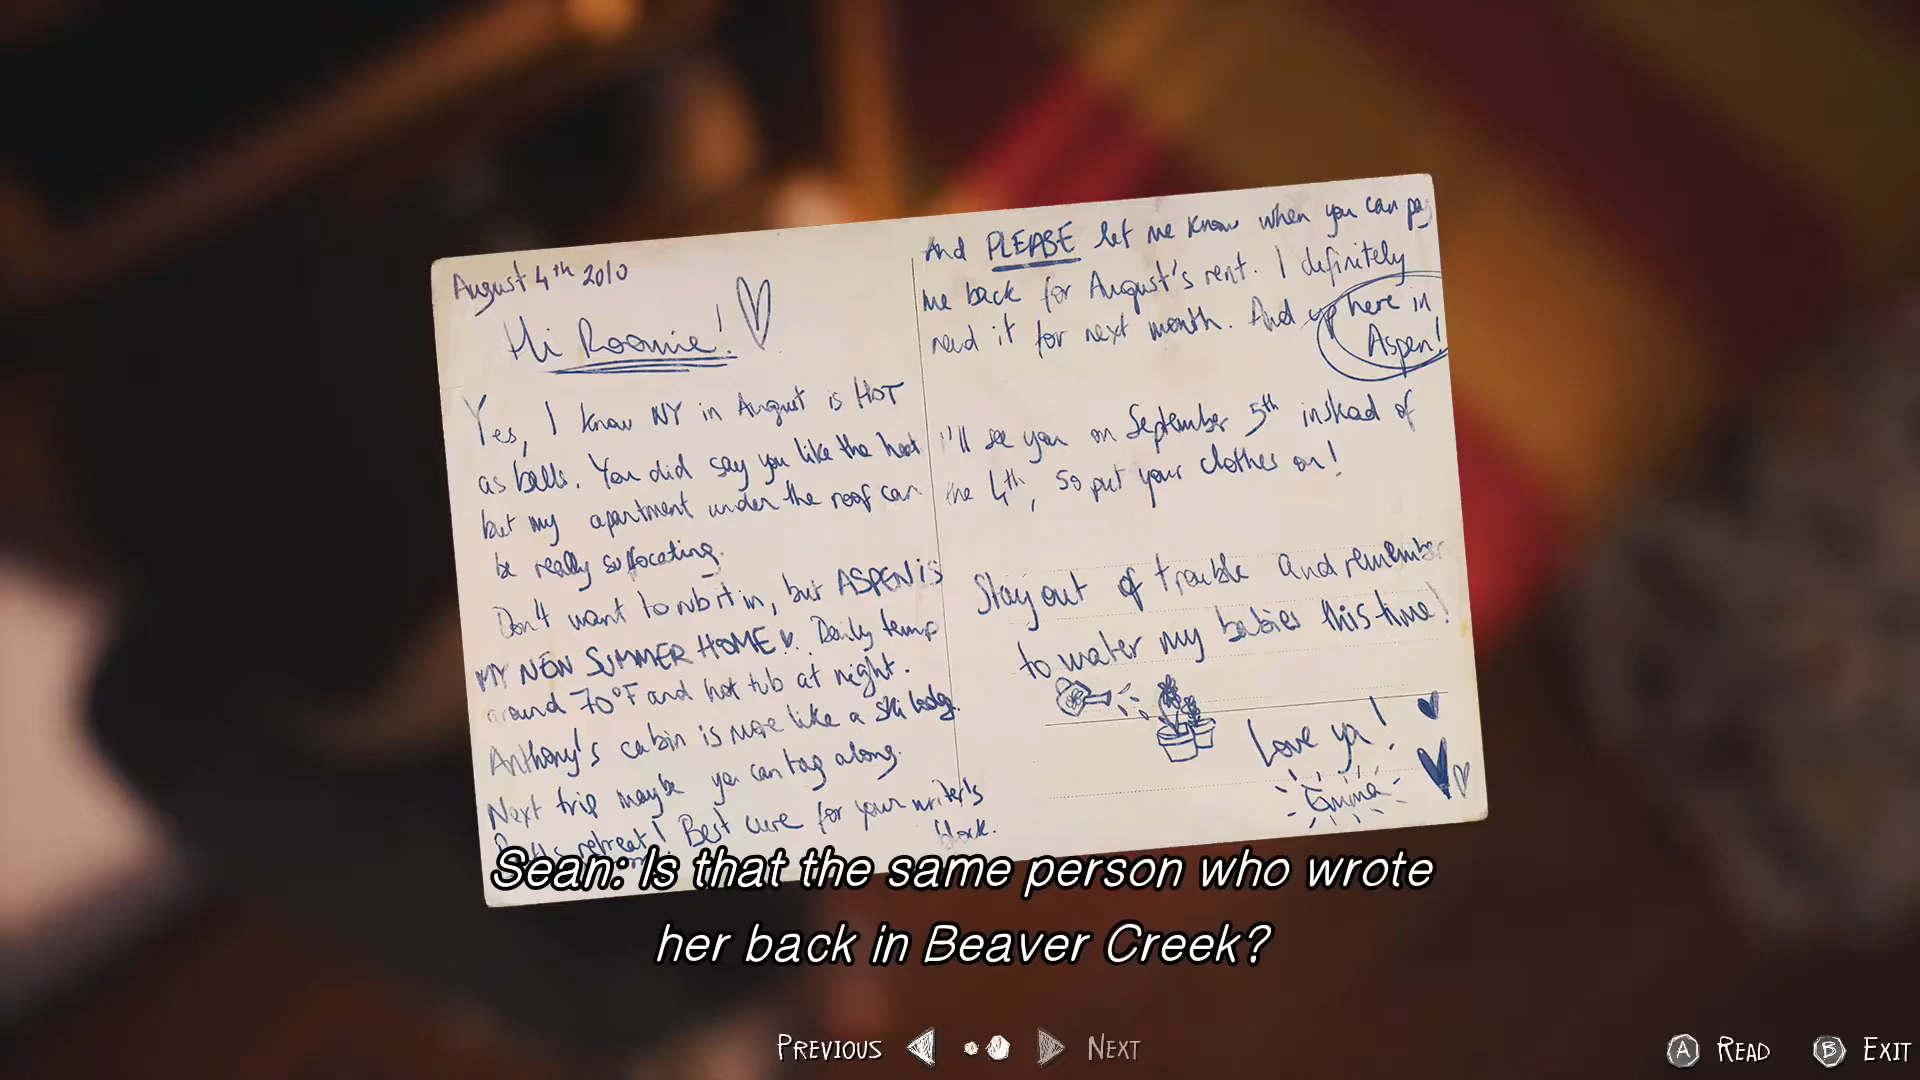 August 4th 2010
Hi Roomie!
Yes, I know NY in August is HOT
as balls. You did say you like the heat
but my apartment under the roof can
be really suffocating.
Don't want to rub it in, but ASPEN is
MY NEW SUMMER HOME. Daily temp
around 70°F and hot tub at night.
Anthony's cabin is more like a ski lodge.
Next trip maybe you can tag along.
retreat! Best cure for your writer's
block.
And PLEASE let me know when you can pay
me back for August's rent. I definitely
need it for next month. And up here in
Aspen!
I'll see you on September 5th instead of
the 4th, so put your clothes on!
Stay out of trouble and remember
to water my babies this time!
Love ya!
Emma
Sean: Is that the same person who wrote
her back in Beaver Creek?
PREVIOUS NEXT
A READ B EXIT